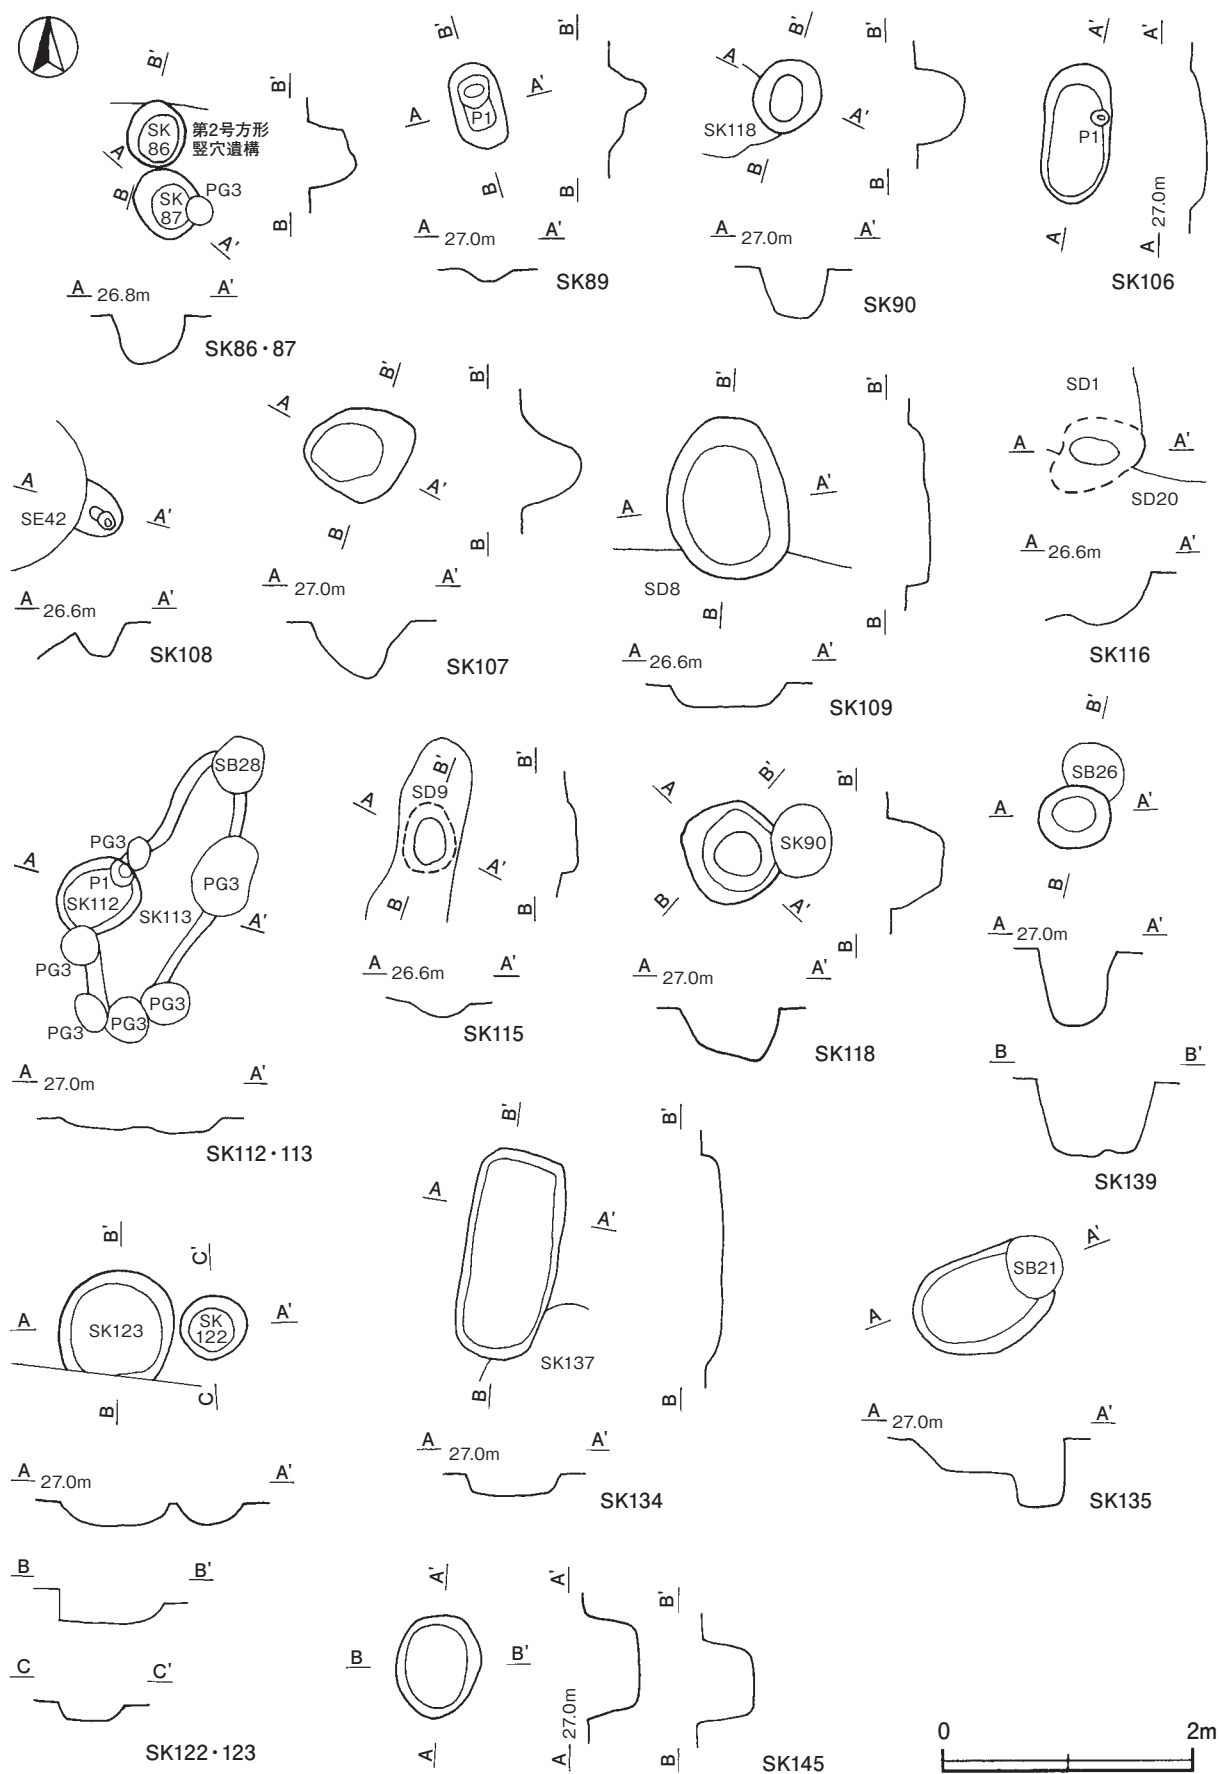 B'
SK
86
第2号方形
竪穴遺構
A
B
SK
87
PG3
A'
B'
B
A 26.8m A'
SK86・87
B'
A
P1
A'
B
B'
B
A 27.0m A'
SK89
B'
A
A'
SK118
B
B'
B
A 27.0m A'
SK90
A'
P1
A
A'
A 27.0m
SK106
A
SE42
A'
A 26.6m A'
SK108
B'
A
A'
B
B'
B
A 27.0m A'
SK107
B'
A
A'
SD8
B
B'
B
A 26.6m A'
SK109
SD1
A
A'
SD20
A 26.6m A'
SK116
SB28
PG3
A
P1
SK112
PG3
SK113
A'
PG3
PG3
PG3
PG3
A 27.0m A'
SK112・113
B'
SD9
A
A'
B
B'
B
A 26.6m A'
SK115
B'
A
SK90
B
A'
B'
B
A 27.0m A'
SK118
B'
SB26
A
A'
B
A 27.0m A'
B B'
SK139
B'
C'
A
SK123
SK
122
A'
B
C
A 27.0m A'
B B'
C C'
SK122・123
B'
A
A'
SK137
B
B'
B
A 27.0m A'
SK134
A'
SB21
A
A 27.0m A'
SK135
A'
B B'
A
A'
A 27.0m
B'
B
SK145
0 2m